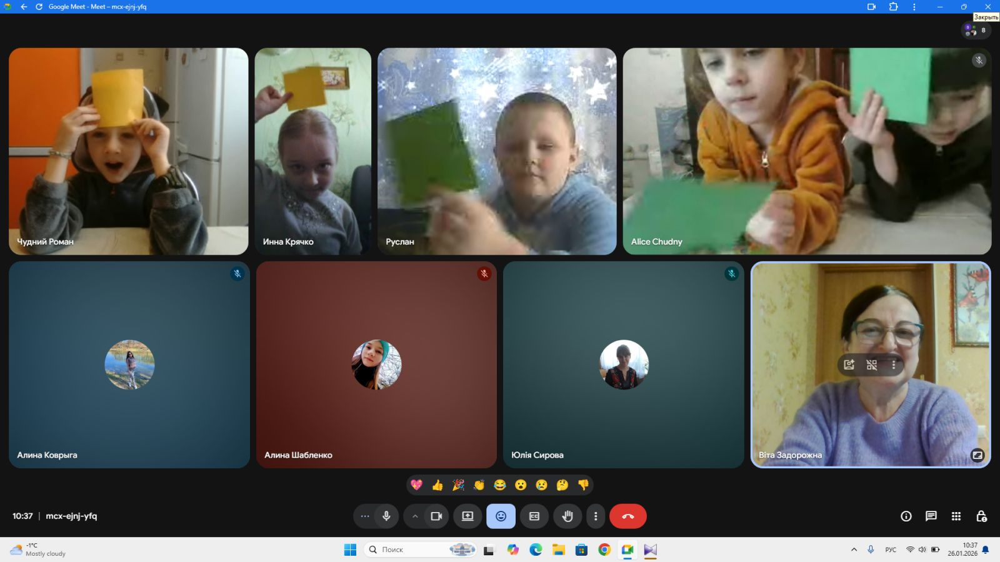 Google Meet - Meet – mcx-ejnj-yfq
Закрыть
8
Чудний Роман
Инна Крячко
Руслан
Alice Chudny
Алина Коврыга
Алина Шабленко
Юлія Сирова
Віта Задорожна
10:37 | mcx-ejnj-yfq
-1°C
Mostly cloudy
Поиск
РУС
10:37
26.01.2026